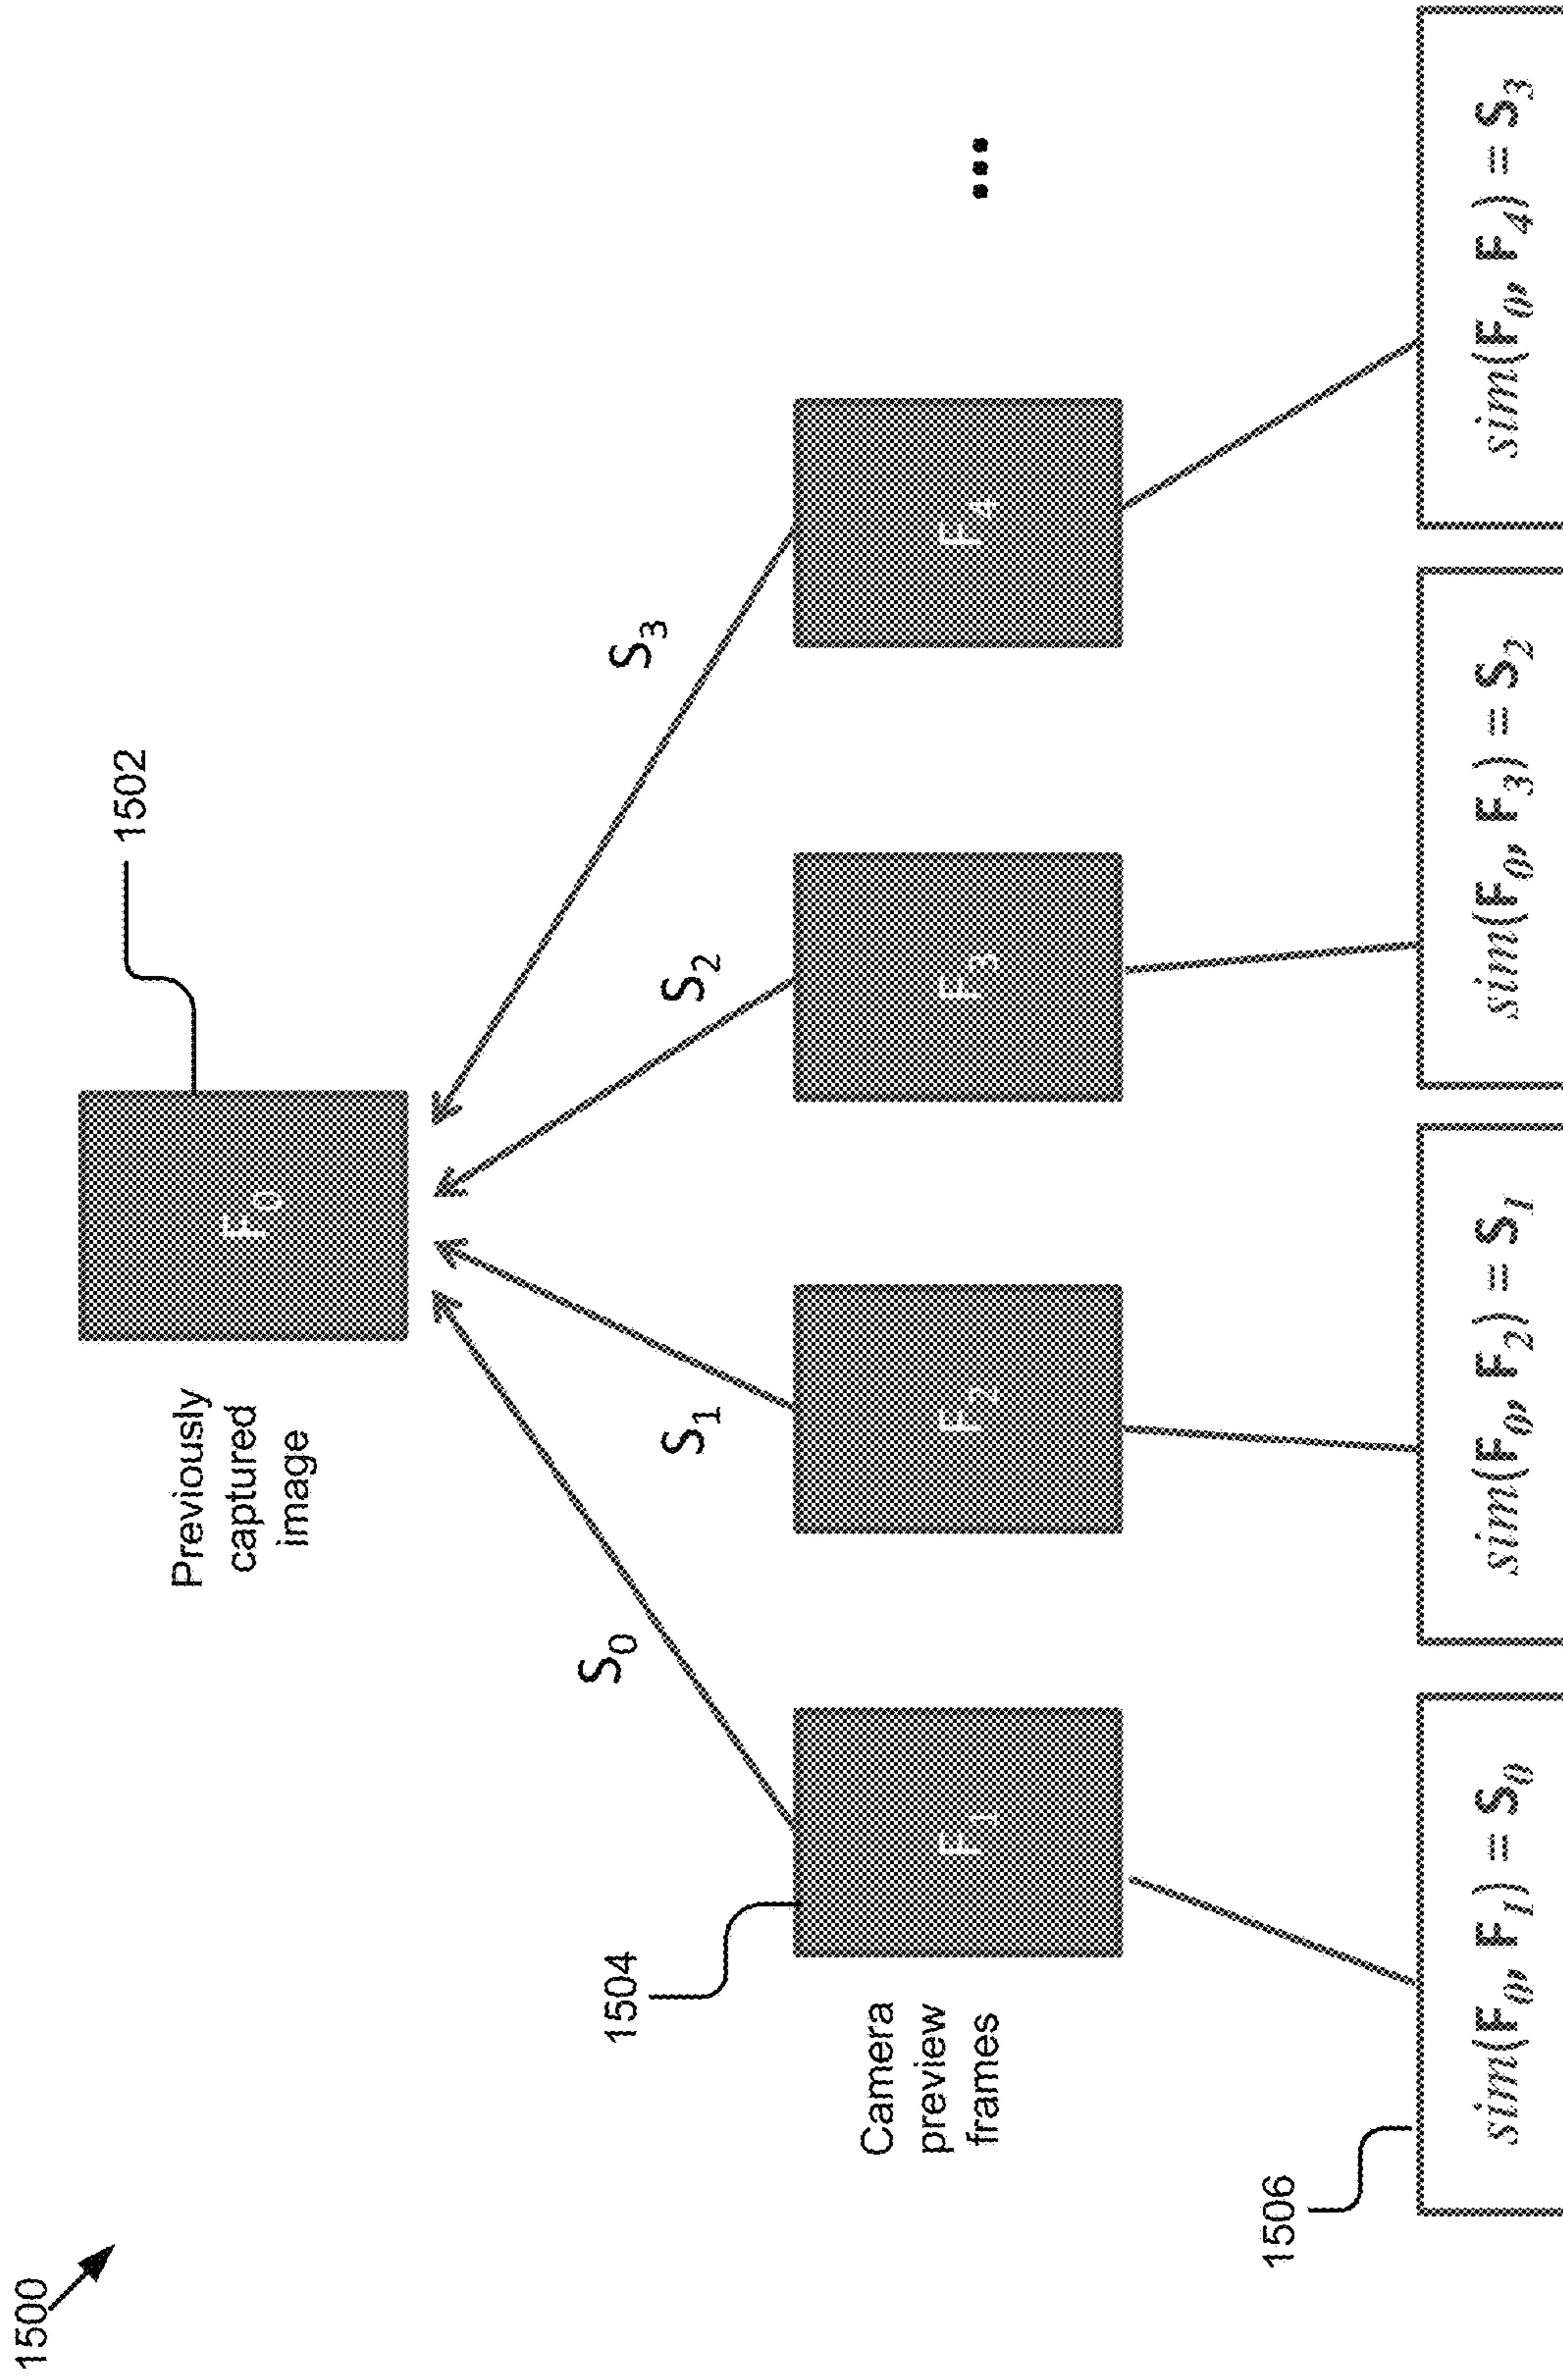 1500
1502
Previously
captured
image
F₀
S₀
S₁
S₂
S₃
1504
Camera
preview
frames
F₁
F₂
F₃
F₄
...
1506
sim(F₀, F₁) = S₀
sim(F₀, F₂) = S₁
sim(F₀, F₃) = S₂
sim(F₀, F₄) = S₃